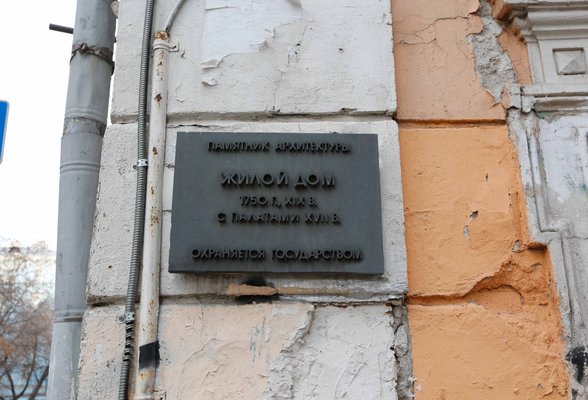 ПАМЯТНИК АРХИТЕКТУРЫ
ЖИЛОЙ ДОМ
1750 Г., XIX В.
С ПАЛАТАМИ XVII В.
ОХРАНЯЕТСЯ ГОСУДАРСТВОМ